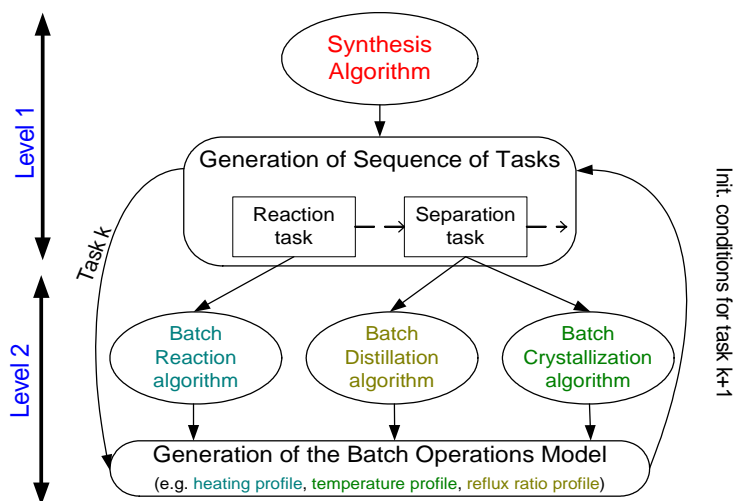 Synthesis
Algorithm
Level 1
Generation of Sequence of Tasks
Reaction
task
Separation
task
Task k
Init. conditions for task k+1
Level 2
Batch
Reaction
algorithm
Batch
Distillation
algorithm
Batch
Crystallization
algorithm
Generation of the Batch Operations Model
(e.g. heating profile, temperature profile, reflux ratio profile)